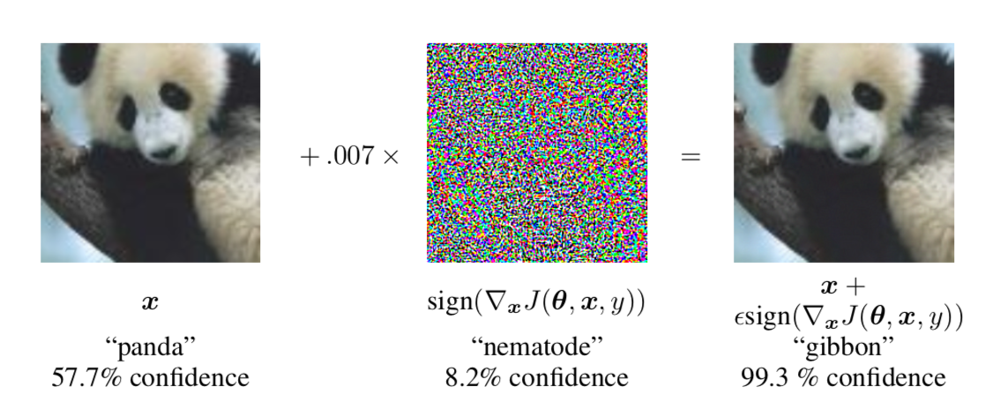 + .007 ×
=
x
"panda"
57.7% confidence
sign(∇ₓJ(θ, x, y))
"nematode"
8.2% confidence
x +
ϵsign(∇ₓJ(θ, x, y))
"gibbon"
99.3 % confidence